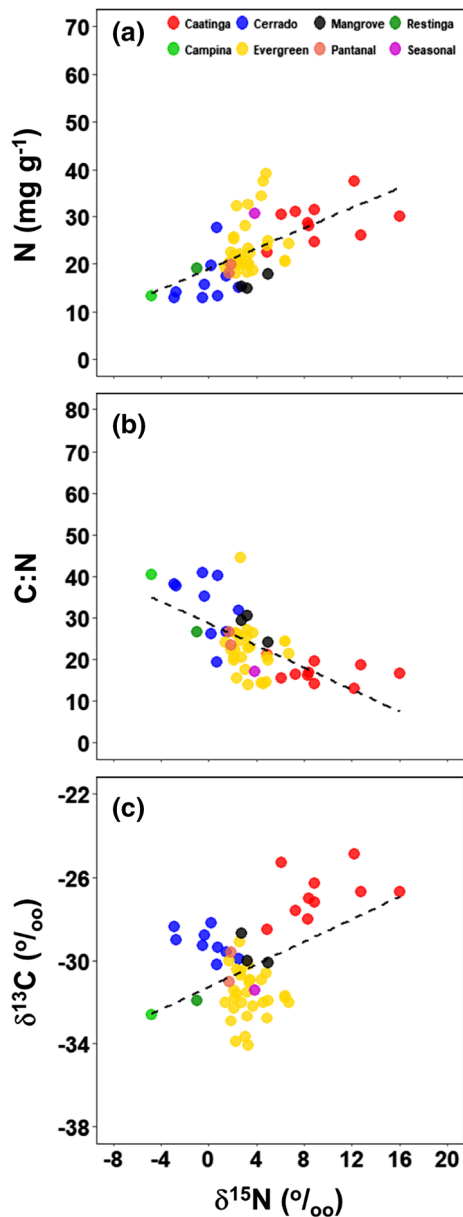 (a)
Caatinga Cerrado Mangrove Restinga
Campina Evergreen Pantanal Seasonal
N (mg g⁻¹)
70
60
50
40
30
20
10
0
(b)
C:N
80
70
60
50
40
30
20
10
0
(c)
δ¹³C (º/ₒₒ)
-22
-26
-30
-34
-38
-8 -4 0 4 8 12 16 20
δ¹⁵N (º/ₒₒ)